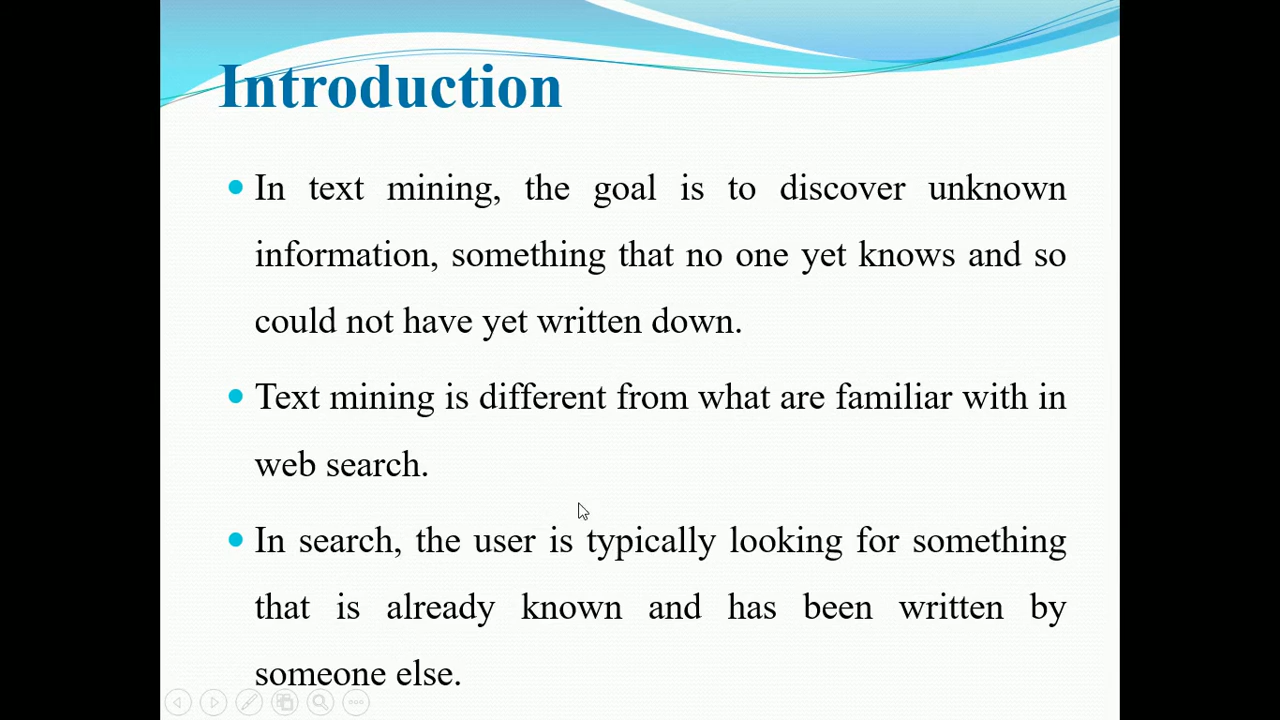 Introduction
In text mining, the goal is to discover unknown
information, something that no one yet knows and so
could not have yet written down.
Text mining is different from what are familiar with in
web search.
In search, the user is typically looking for something
that is already known and has been written by
someone else.